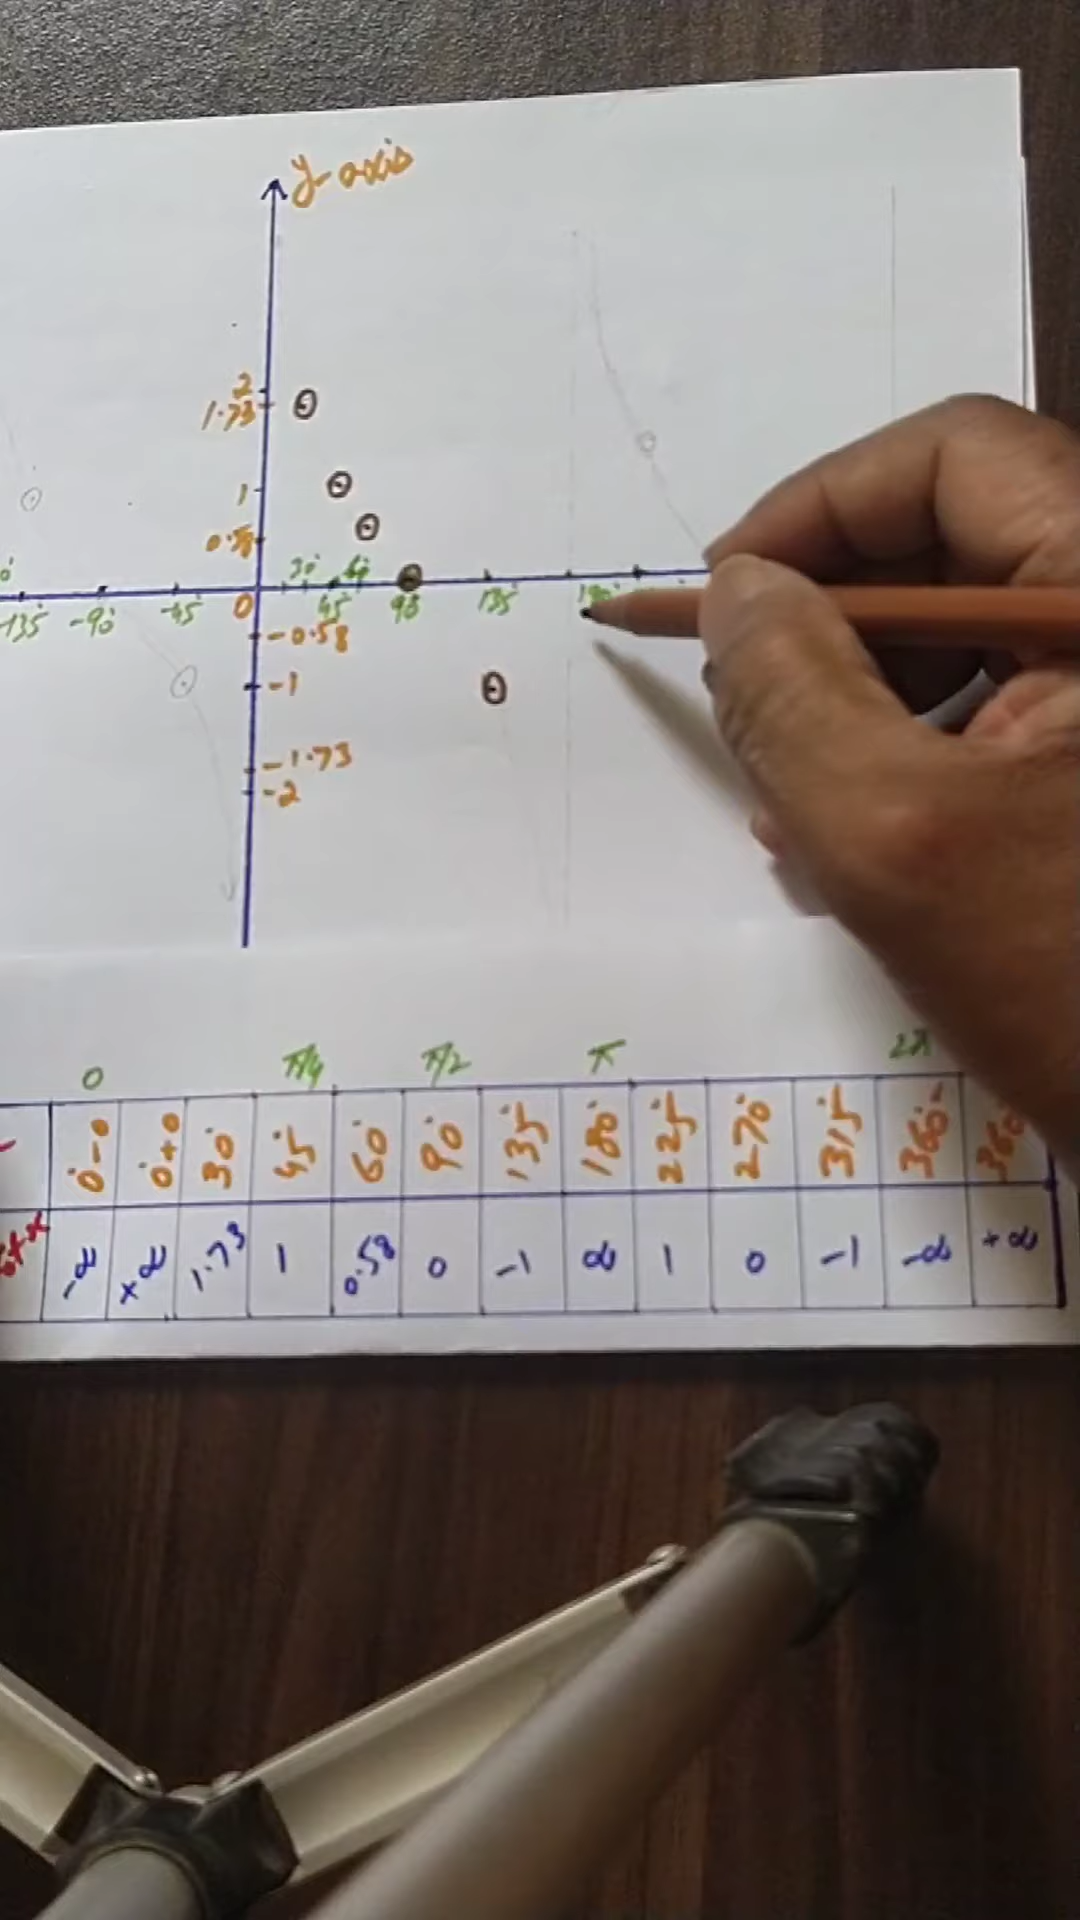 y-axis
2
1.73
1
0.58
30° 60°
-135° -90° -45° 0 45° 90° 135° 180°
-0.58
-1
-1.73
-2
0 π/4 π/2 π 2π
0°-0 0°+0 30° 45° 60° 90° 135° 180° 225° 270° 315° 360°- 360°
-∞ +∞ 1.73 1 0.58 0 -1 ∞ 1 0 -1 -∞ +∞